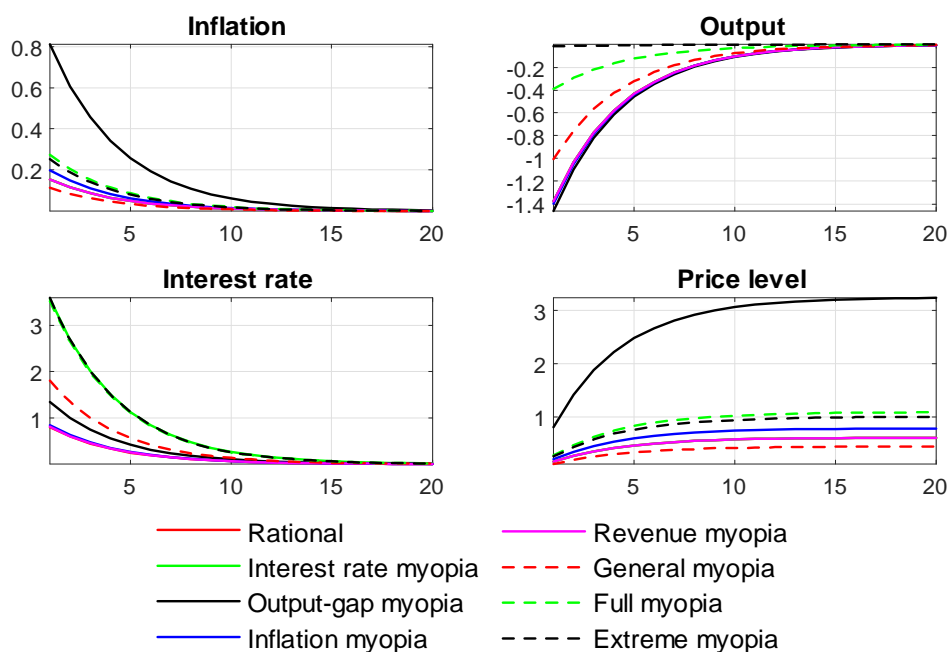 Inflation
Output
0.8
0.6
0.4
0.2
5
10
15
20
-0.2
-0.4
-0.6
-0.8
-1
-1.2
-1.4
5
10
15
20
Interest rate
Price level
3
2
1
5
10
15
20
3
2
1
5
10
15
20
Rational
Revenue myopia
Interest rate myopia
General myopia
Output-gap myopia
Full myopia
Inflation myopia
Extreme myopia